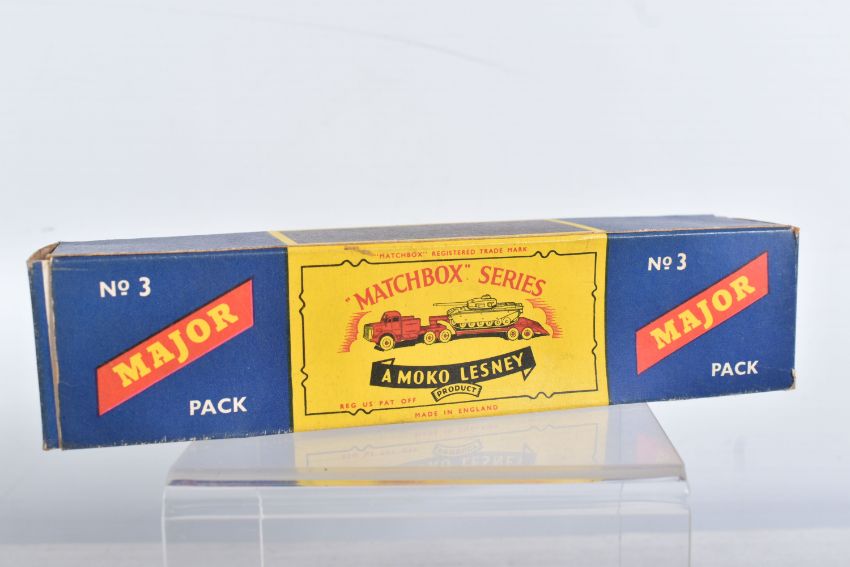 Nº 3
MAJOR
PACK
"MATCHBOX" REGISTERED TRADE MARK
"MATCHBOX" SERIES
A MOKO LESNEY
PRODUCT
REG US PAT OFF
MADE IN ENGLAND
Nº 3
MAJOR
PACK